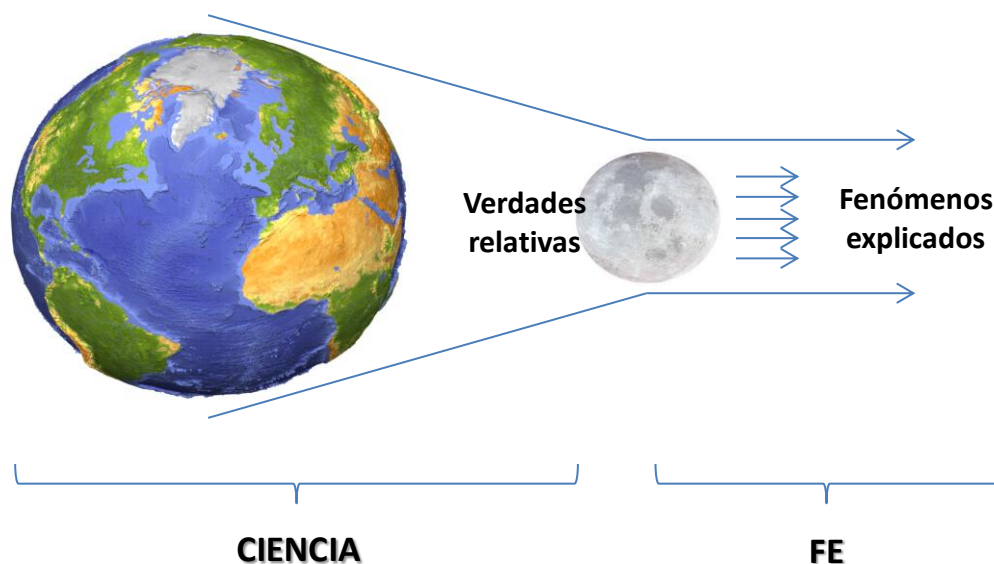 Verdades
relativas
Fenómenos
explicados
CIENCIA
FE